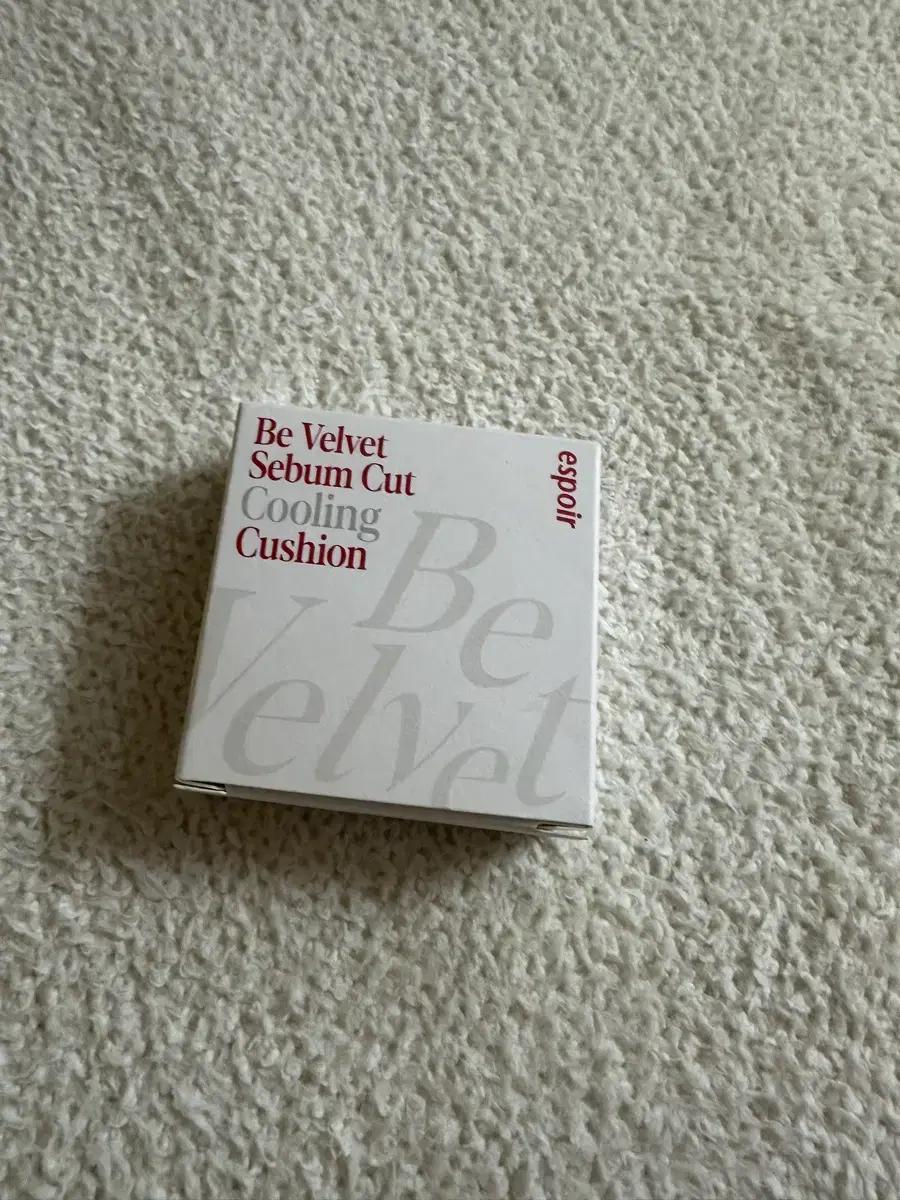 Be Velvet
Sebum Cut
Cooling
Cushion
espoir
Be
Velvet